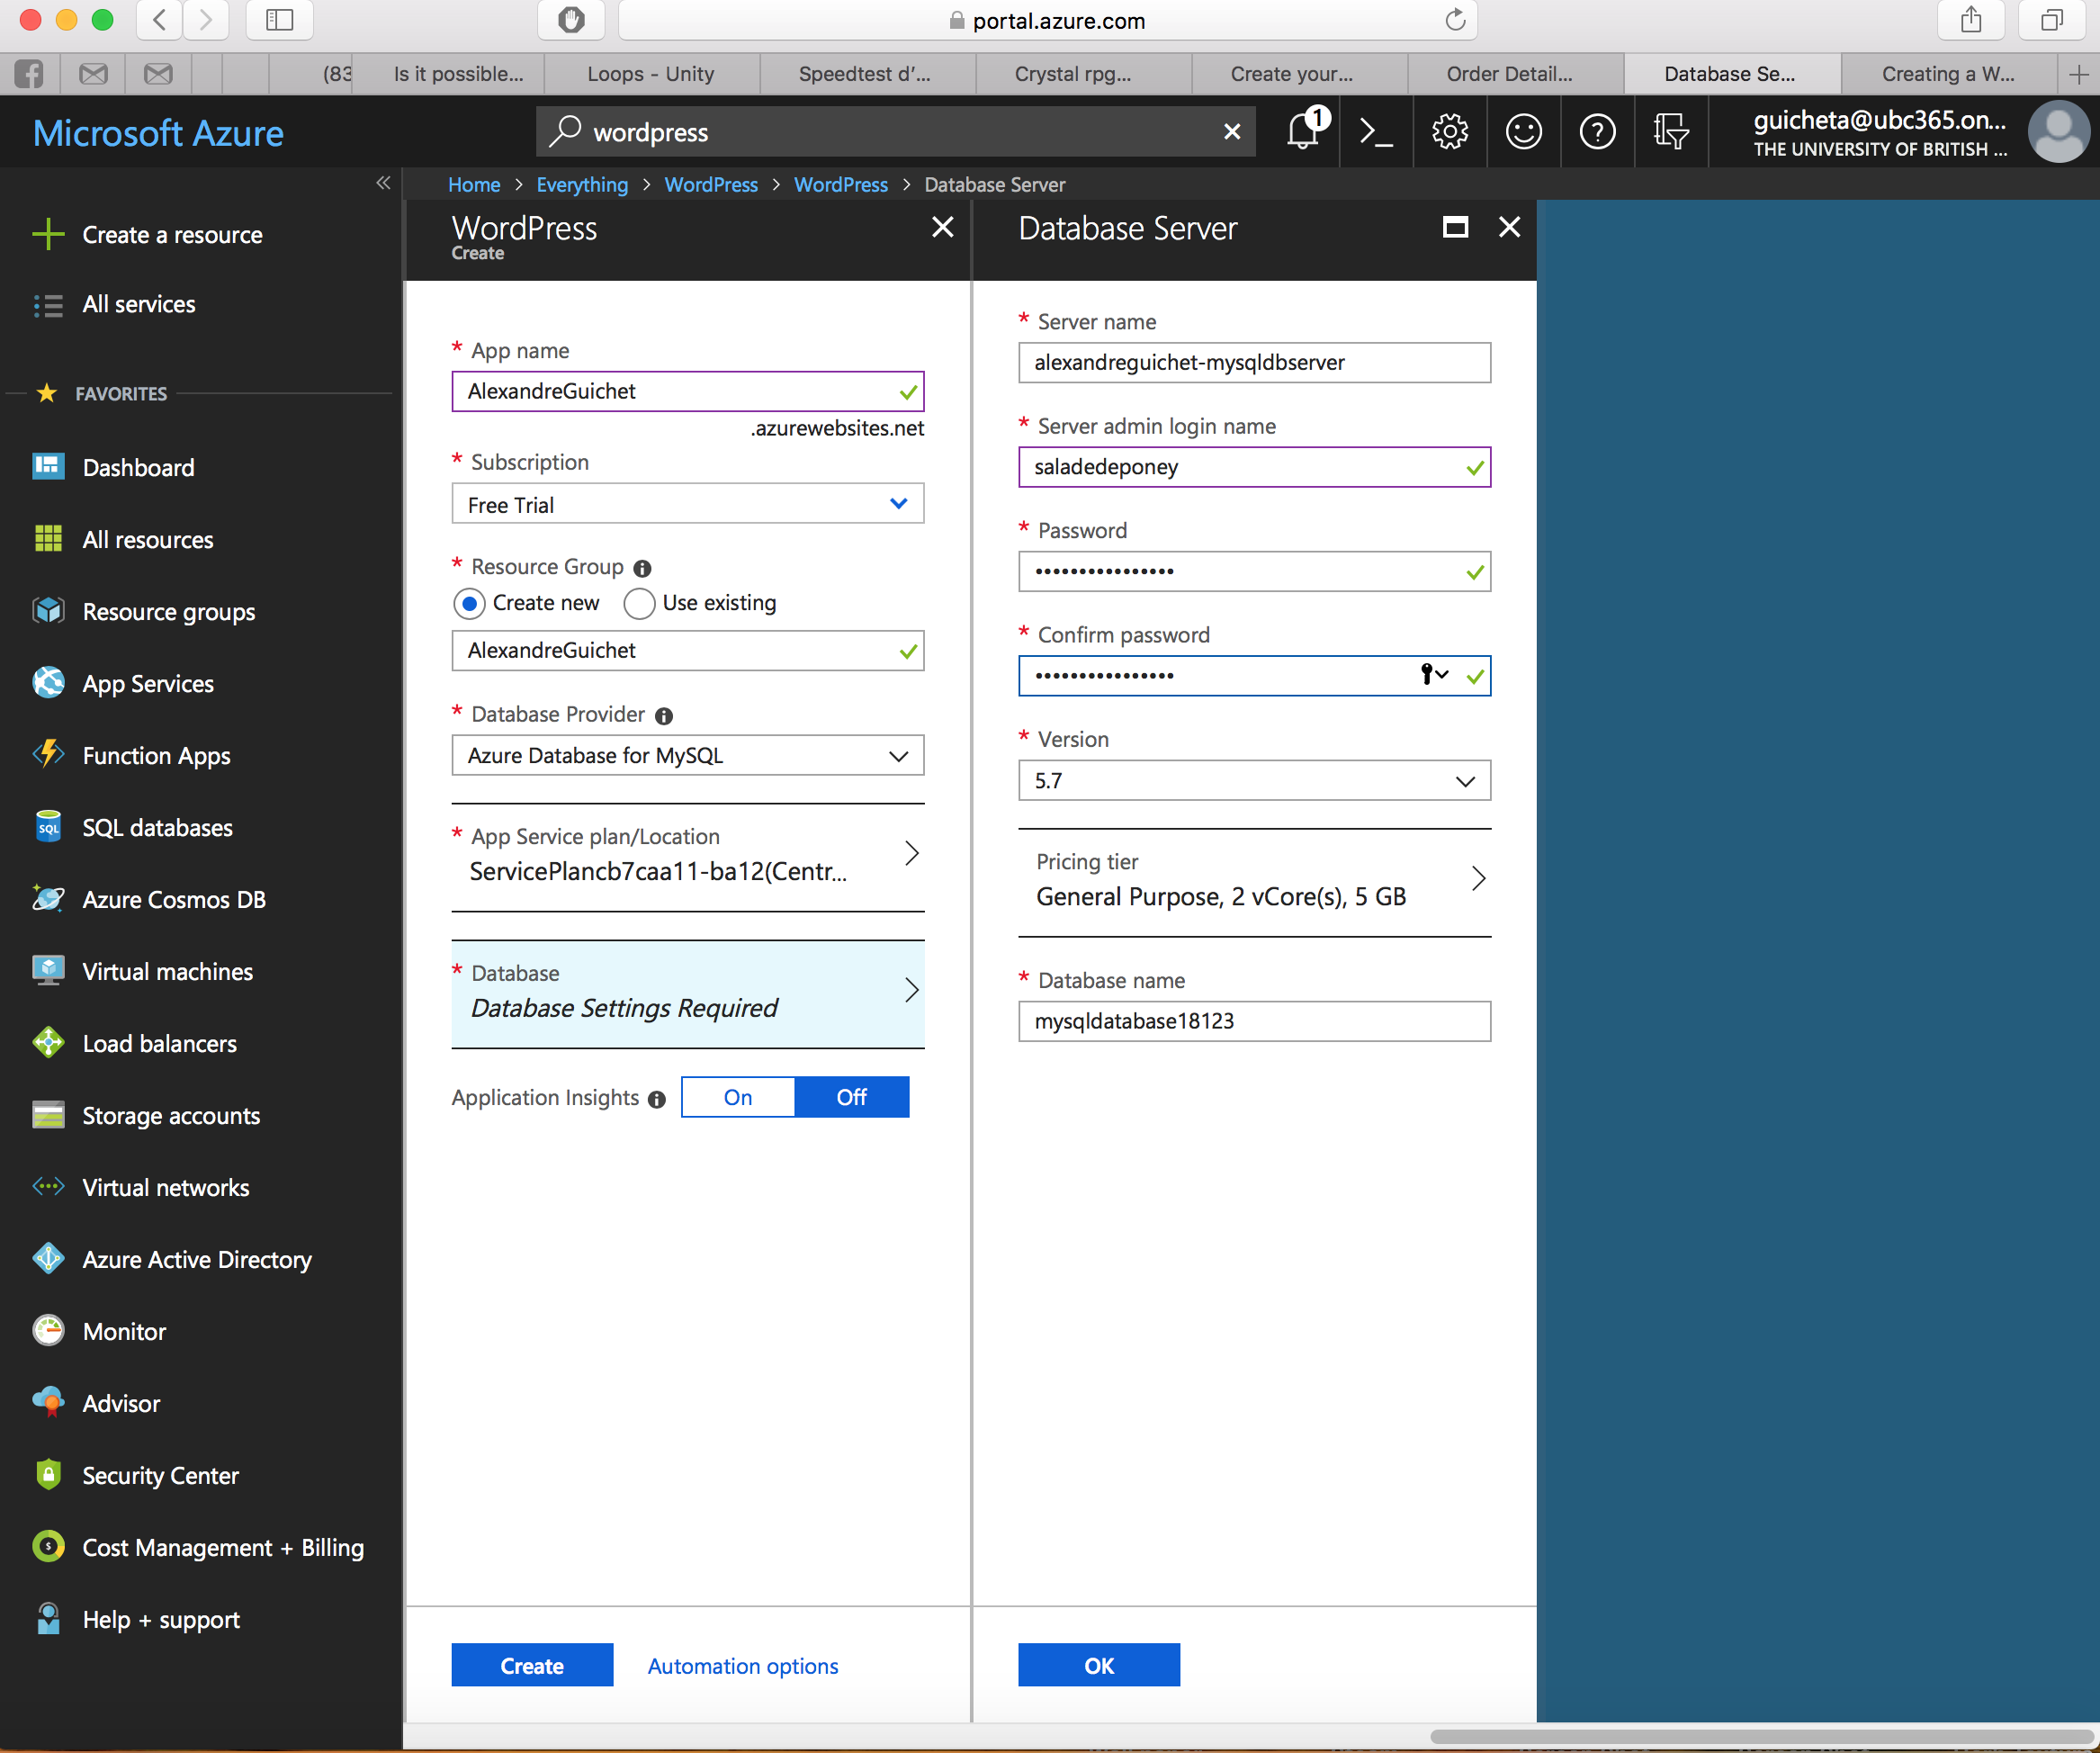 portal.azure.com
(83
Is it possible...
Loops - Unity
Speedtest d'...
Crystal rpg...
Create your...
Order Detail...
Database Se...
Creating a W...
Microsoft Azure
wordpress
1
guicheta@ubc365.on...
THE UNIVERSITY OF BRITISH ...
Home > Everything > WordPress > WordPress > Database Server
Create a resource
All services
FAVORITES
Dashboard
All resources
Resource groups
App Services
Function Apps
SQL
SQL databases
Azure Cosmos DB
Virtual machines
Load balancers
Storage accounts
Virtual networks
Azure Active Directory
Monitor
Advisor
Security Center
Cost Management + Billing
Help + support
WordPress
Create
* App name
AlexandreGuichet
.azurewebsites.net
* Subscription
Free Trial
* Resource Group
Create new Use existing
AlexandreGuichet
* Database Provider
Azure Database for MySQL
* App Service plan/Location
ServicePlancb7caa11-ba12(Centr...
* Database
Database Settings Required
Application Insights On Off
Create Automation options
Database Server
* Server name
alexandreguichet-mysqldbserver
* Server admin login name
saladedeponey
* Password
••••••••••••••••
* Confirm password
••••••••••••••••
* Version
5.7
Pricing tier
General Purpose, 2 vCore(s), 5 GB
* Database name
mysqldatabase18123
OK